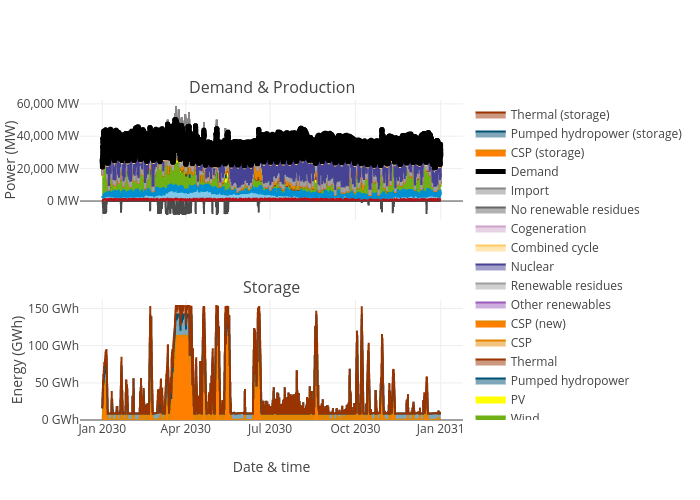 Demand & Production
60,000 MW
40,000 MW
20,000 MW
0 MW
Power (MW)
Storage
150 GWh
100 GWh
50 GWh
0 GWh
Energy (GWh)
Jan 2030
Apr 2030
Jul 2030
Oct 2030
Jan 2031
Date & time
Thermal (storage)
Pumped hydropower (storage)
CSP (storage)
Demand
Import
No renewable residues
Cogeneration
Combined cycle
Nuclear
Renewable residues
Other renewables
CSP (new)
CSP
Thermal
Pumped hydropower
PV
Wind